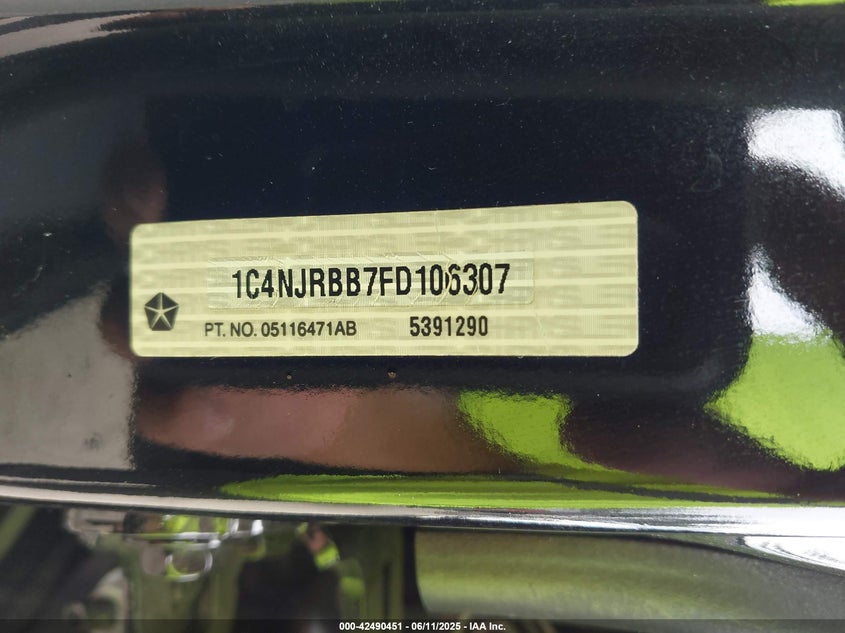 1C4NJRBB7FD106307
PT. NO. 05116471AB 5391290
000-42490451 - 06/11/2025 - IAA Inc.